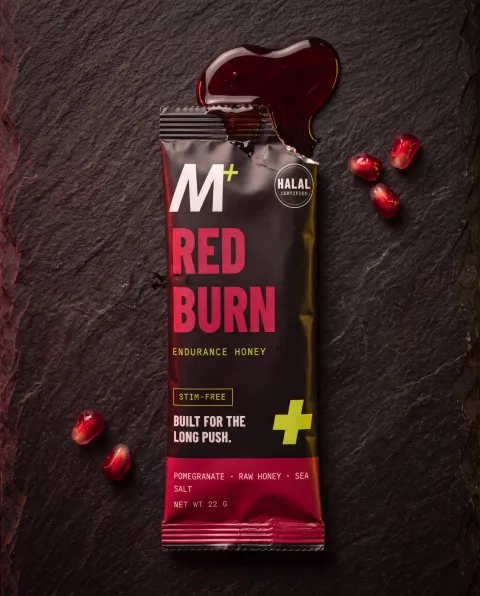 M+
HALAL
CERTIFIED
RED
BURN
ENDURANCE HONEY
STIM-FREE
BUILT FOR THE
LONG PUSH.
POMEGRANATE · RAW HONEY · SEA
SALT
NET WT 22 G